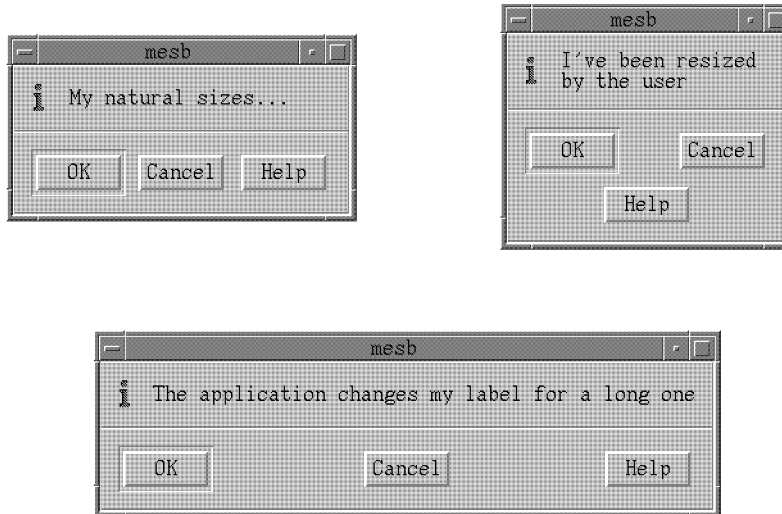 mesb
My natural sizes...
OK Cancel Help
mesb
I've been resized
by the user
OK Cancel
Help
mesb
The application changes my label for a long one
OK Cancel Help